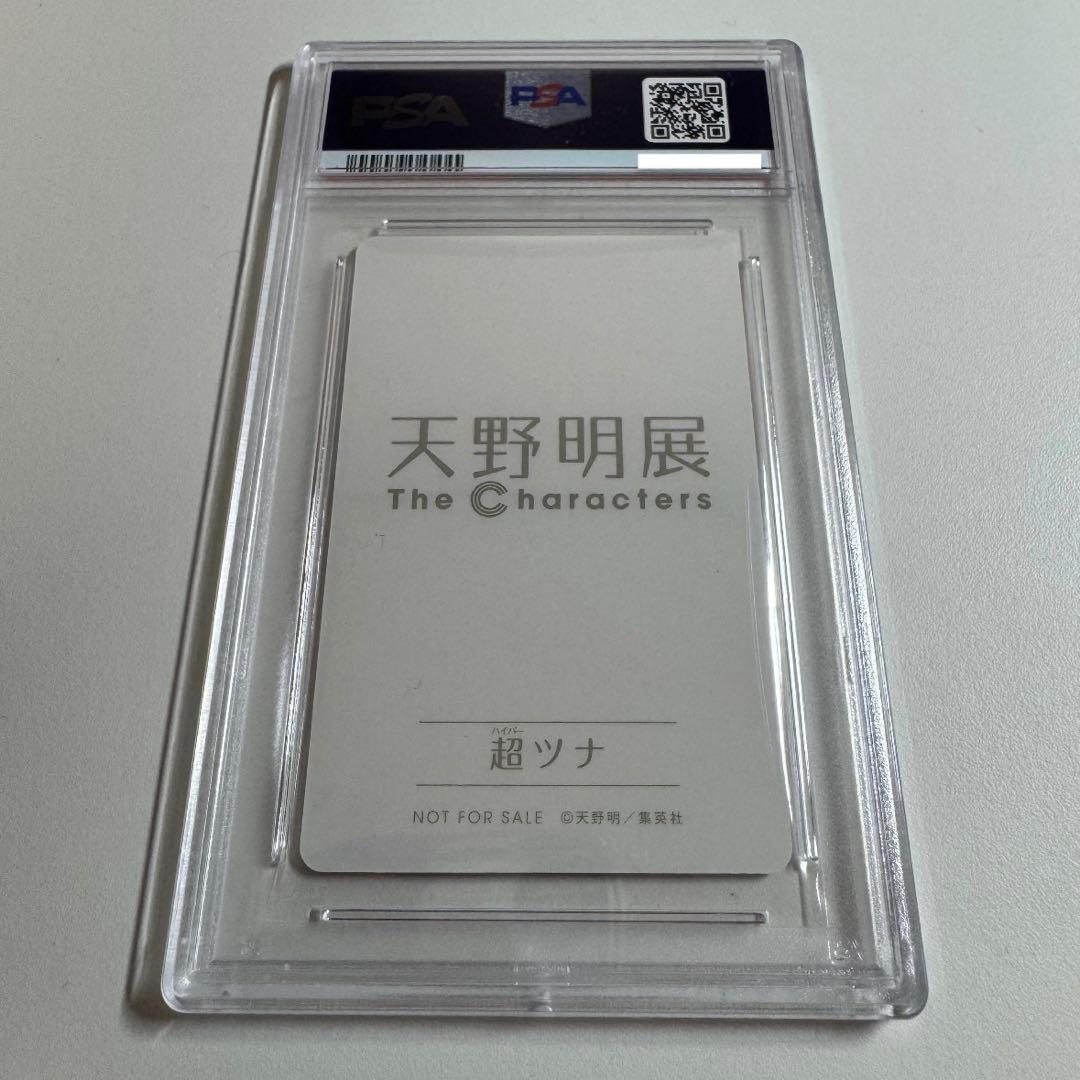 PSA
PSA
天野明展
The Characters
ハイパー
超ツナ
NOT FOR SALE ©天野明/集英社